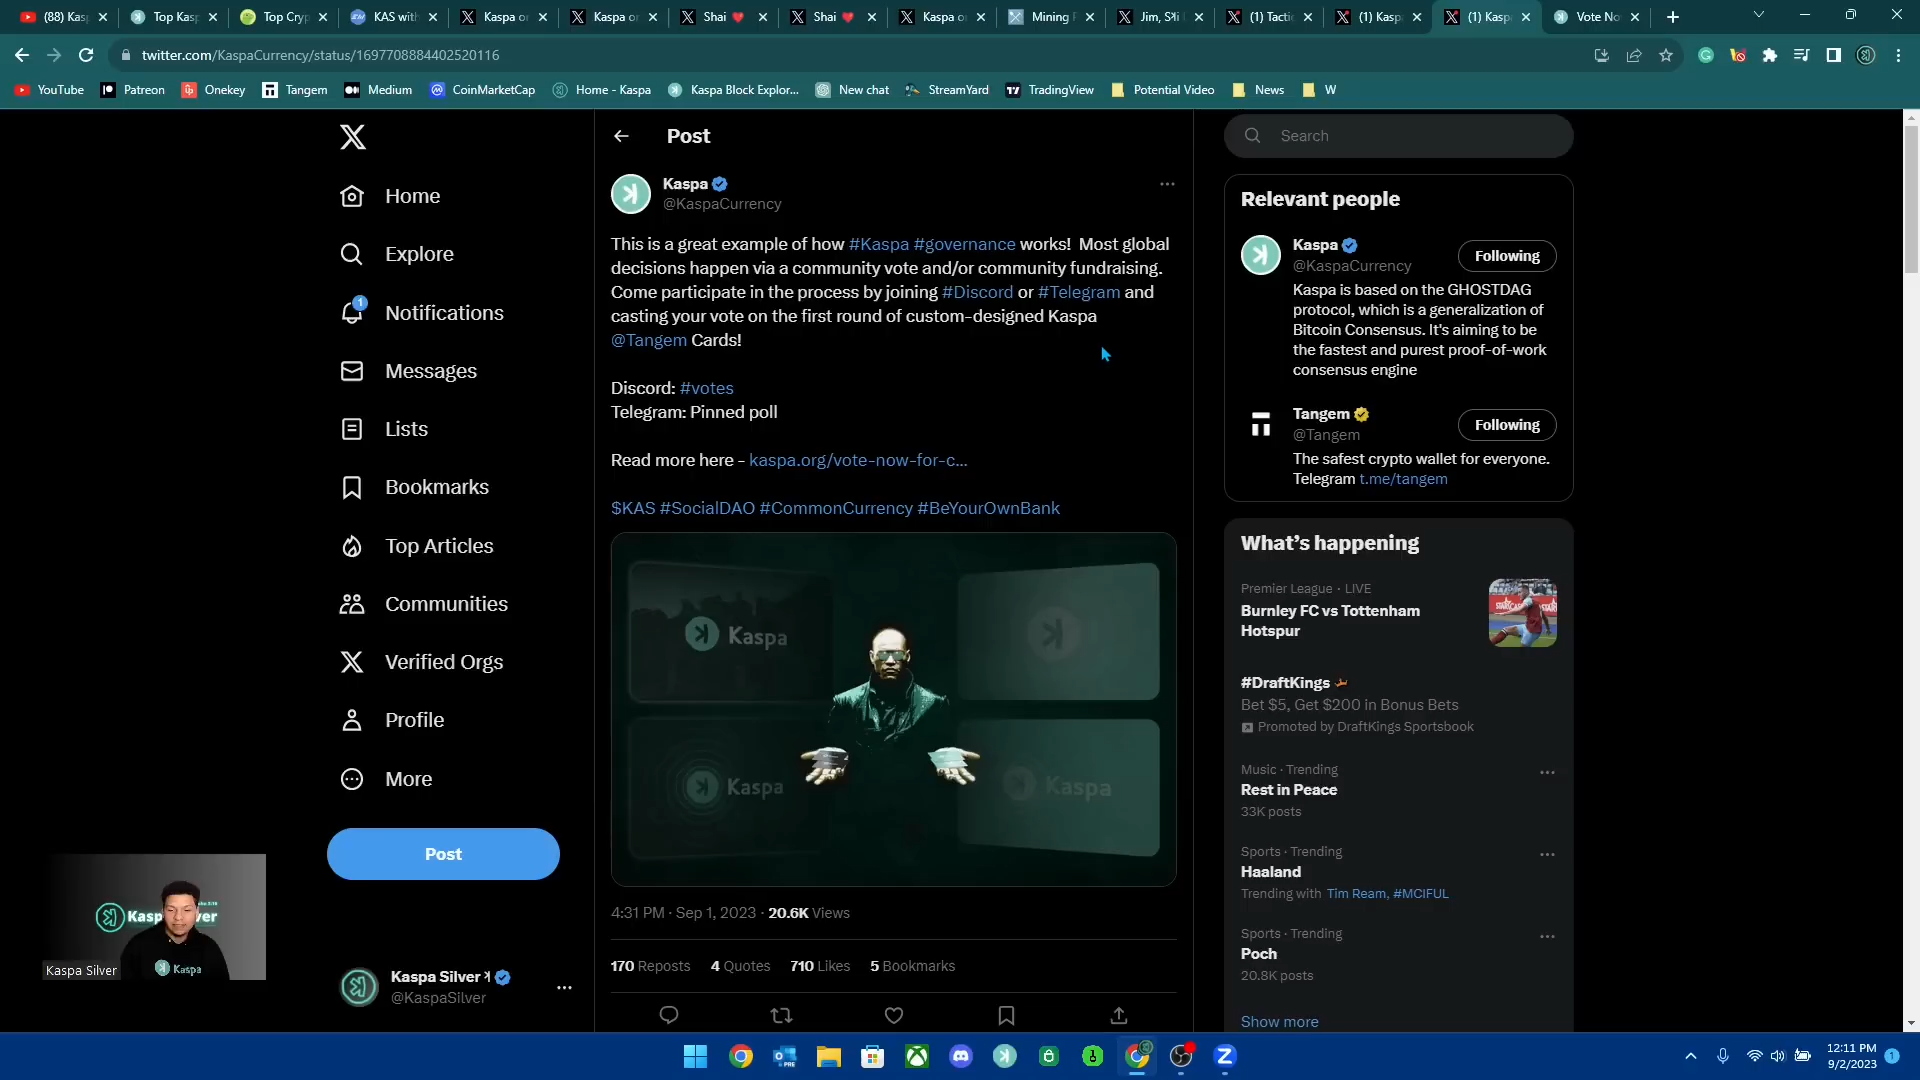 (88) Kasp
Top Kasp
Top Cryp
KAS with
Kaspa on
Kaspa on
Shai
Shai
Kaspa on
Mining F
Jim, Sʞi
(1) Tactic
(1) Kaspa
(1) Kaspa
Vote No
twitter.com/KaspaCurrency/status/1697708884402520116
YouTube
Patreon
Onekey
Tangem
Medium
CoinMarketCap
Home - Kaspa
Kaspa Block Explor...
New chat
StreamYard
TradingView
Potential Video
News
W
Home
Explore
1
Notifications
Messages
Lists
Bookmarks
Top Articles
Communities
Verified Orgs
Profile
More
Post
Kaspa Silver
@KaspaSilver
Kaspa
Kaspa Silver
Post
Kaspa
@KaspaCurrency
This is a great example of how #Kaspa #governance works! Most global
decisions happen via a community vote and/or community fundraising.
Come participate in the process by joining #Discord or #Telegram and
casting your vote on the first round of custom-designed Kaspa
@Tangem Cards!
Discord: #votes
Telegram: Pinned poll
Read more here - kaspa.org/vote-now-for-c...
$KAS #SocialDAO #CommonCurrency #BeYourOwnBank
Kaspa
Kaspa
Kaspa
4:31 PM · Sep 1, 2023 · 20.6K Views
170 Reposts 4 Quotes 710 Likes 5 Bookmarks
Search
Relevant people
Kaspa
@KaspaCurrency
Following
Kaspa is based on the GHOSTDAG
protocol, which is a generalization of
Bitcoin Consensus. It's aiming to be
the fastest and purest proof-of-work
consensus engine
Tangem
@Tangem
Following
The safest crypto wallet for everyone.
Telegram t.me/tangem
What's happening
Premier League · LIVE
Burnley FC vs Tottenham
Hotspur
#DraftKings
Bet $5, Get $200 in Bonus Bets
Promoted by DraftKings Sportsbook
Music · Trending
Rest in Peace
33K posts
Sports · Trending
Haaland
Trending with Tim Ream, #MCIFUL
Sports · Trending
Poch
20.8K posts
Show more
12:11 PM
9/2/2023
1